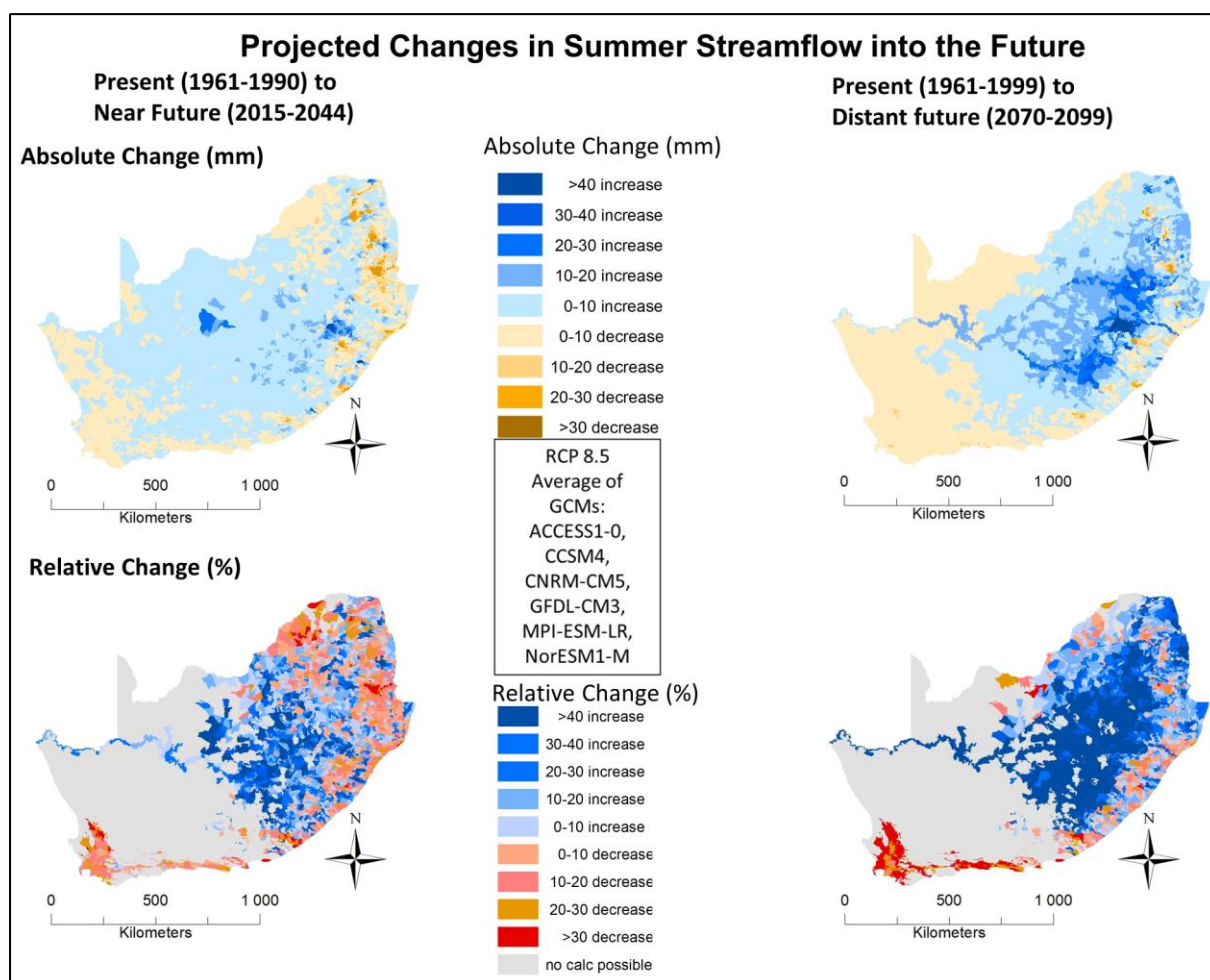 Projected Changes in Summer Streamflow into the Future
Present (1961-1990) to
Near Future (2015-2044)
Present (1961-1999) to
Distant future (2070-2099)
Absolute Change (mm)
Absolute Change (mm)
>40 increase
30-40 increase
20-30 increase
10-20 increase
0-10 increase
0-10 decrease
10-20 decrease
20-30 decrease
>30 decrease
N
0 500 1 000
Kilometers
N
0 500 1 000
Kilometers
RCP 8.5
Average of
GCMs:
ACCESS1-0,
CCSM4,
CNRM-CM5,
GFDL-CM3,
MPI-ESM-LR,
NorESM1-M
Relative Change (%)
Relative Change (%)
>40 increase
30-40 increase
20-30 increase
10-20 increase
0-10 increase
0-10 decrease
10-20 decrease
20-30 decrease
>30 decrease
no calc possible
N
0 500 1 000
Kilometers
N
0 500 1 000
Kilometers